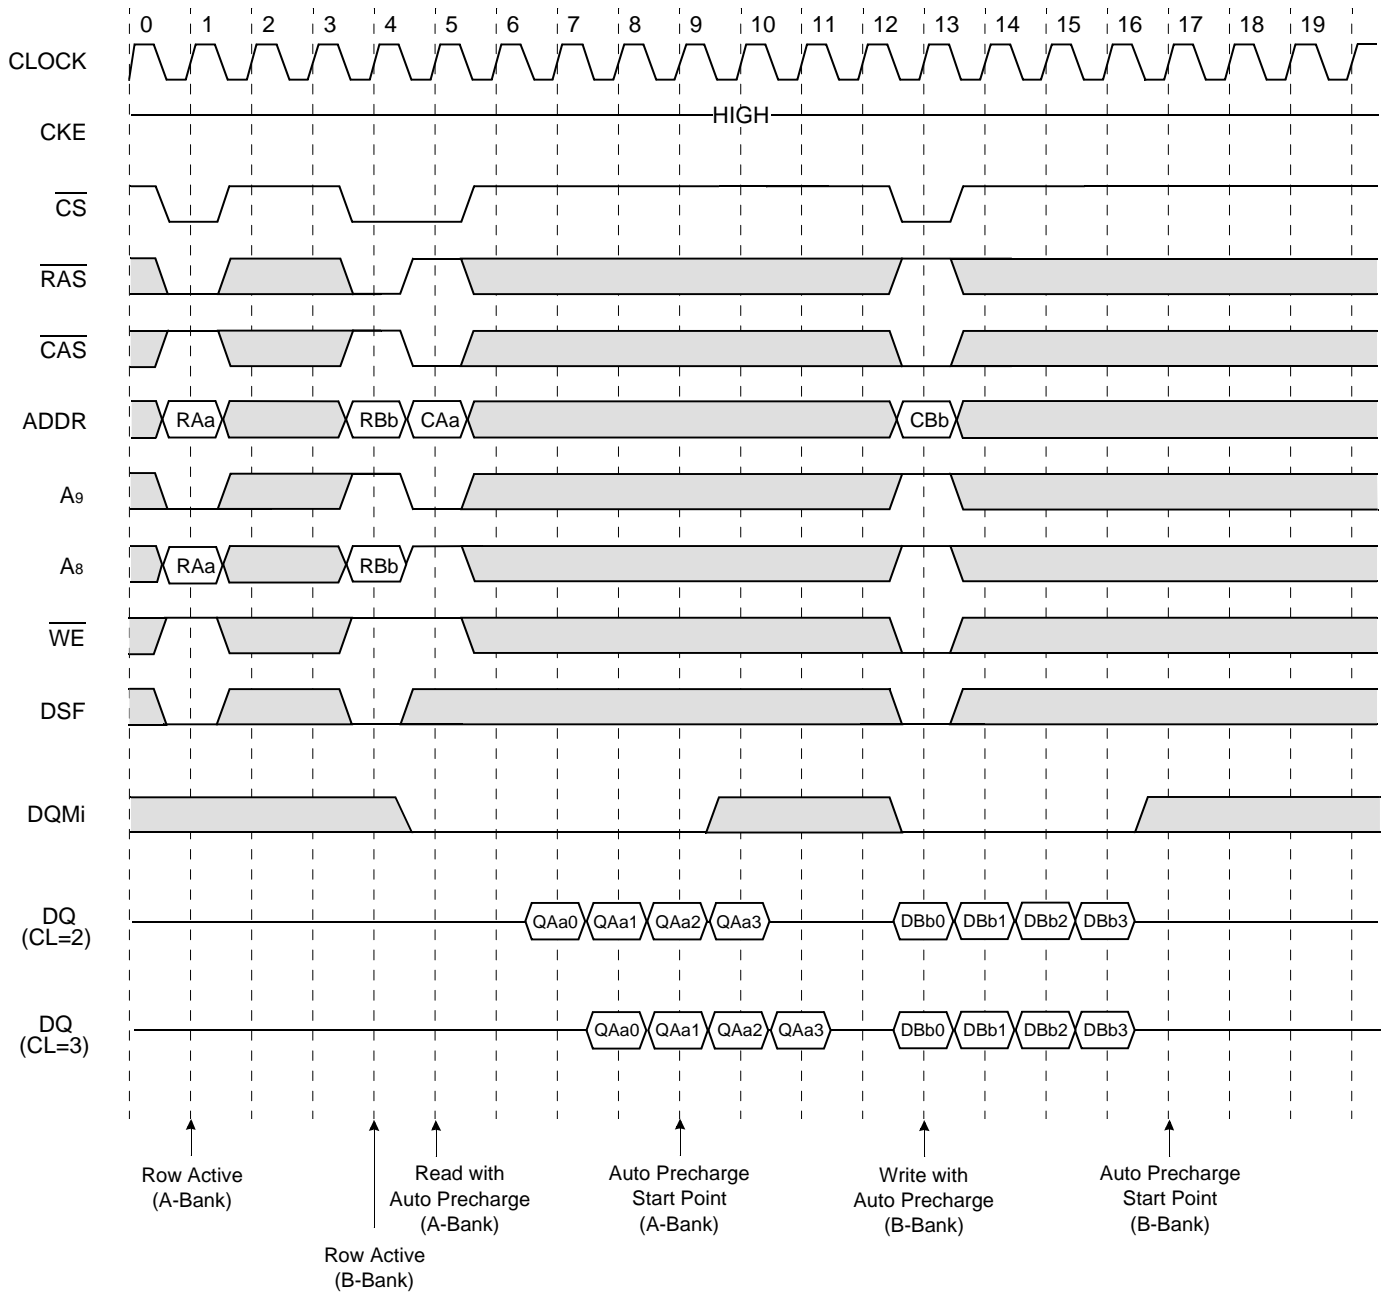 0 1 2 3 4 5 6 7 8 9 10 11 12 13 14 15 16 17 18 19
CLOCK
HIGH
CKE
CS
RAS
CAS
ADDR RAa RBb CAa CBb
A9
A8 RAa RBb
WE
DSF
DQMi
DQ
(CL=2)
QAa0 QAa1 QAa2 QAa3 DBb0 DBb1 DBb2 DBb3
DQ
(CL=3)
QAa0 QAa1 QAa2 QAa3 DBb0 DBb1 DBb2 DBb3
Row Active
(A-Bank)
Read with
Auto Precharge
(A-Bank)
Auto Precharge
Start Point
(A-Bank)
Write with
Auto Precharge
(B-Bank)
Auto Precharge
Start Point
(B-Bank)
Row Active
(B-Bank)